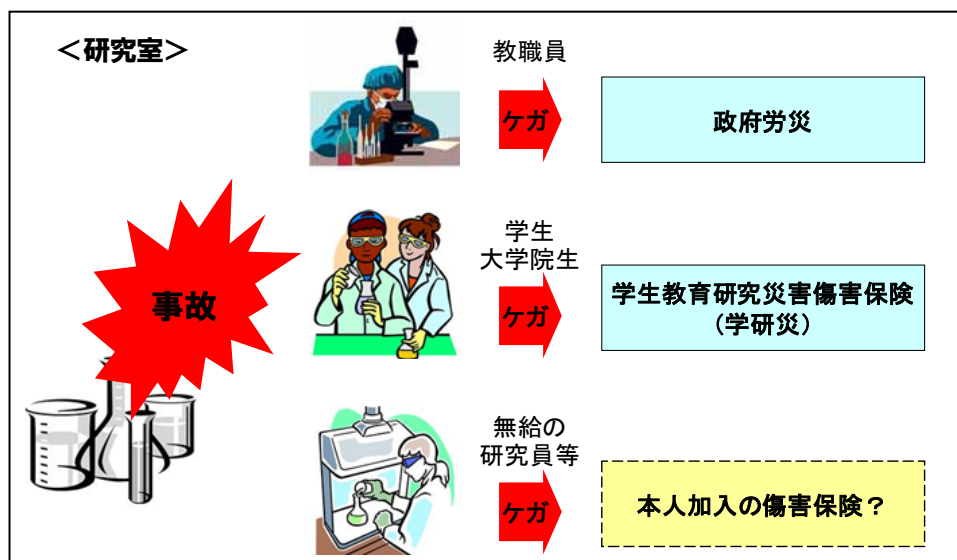 ＜研究室＞
教職員
ケガ
政府労災
事故
学生
大学院生
ケガ
学生教育研究災害傷害保険
（学研災）
無給の
研究員等
ケガ
本人加入の傷害保険？